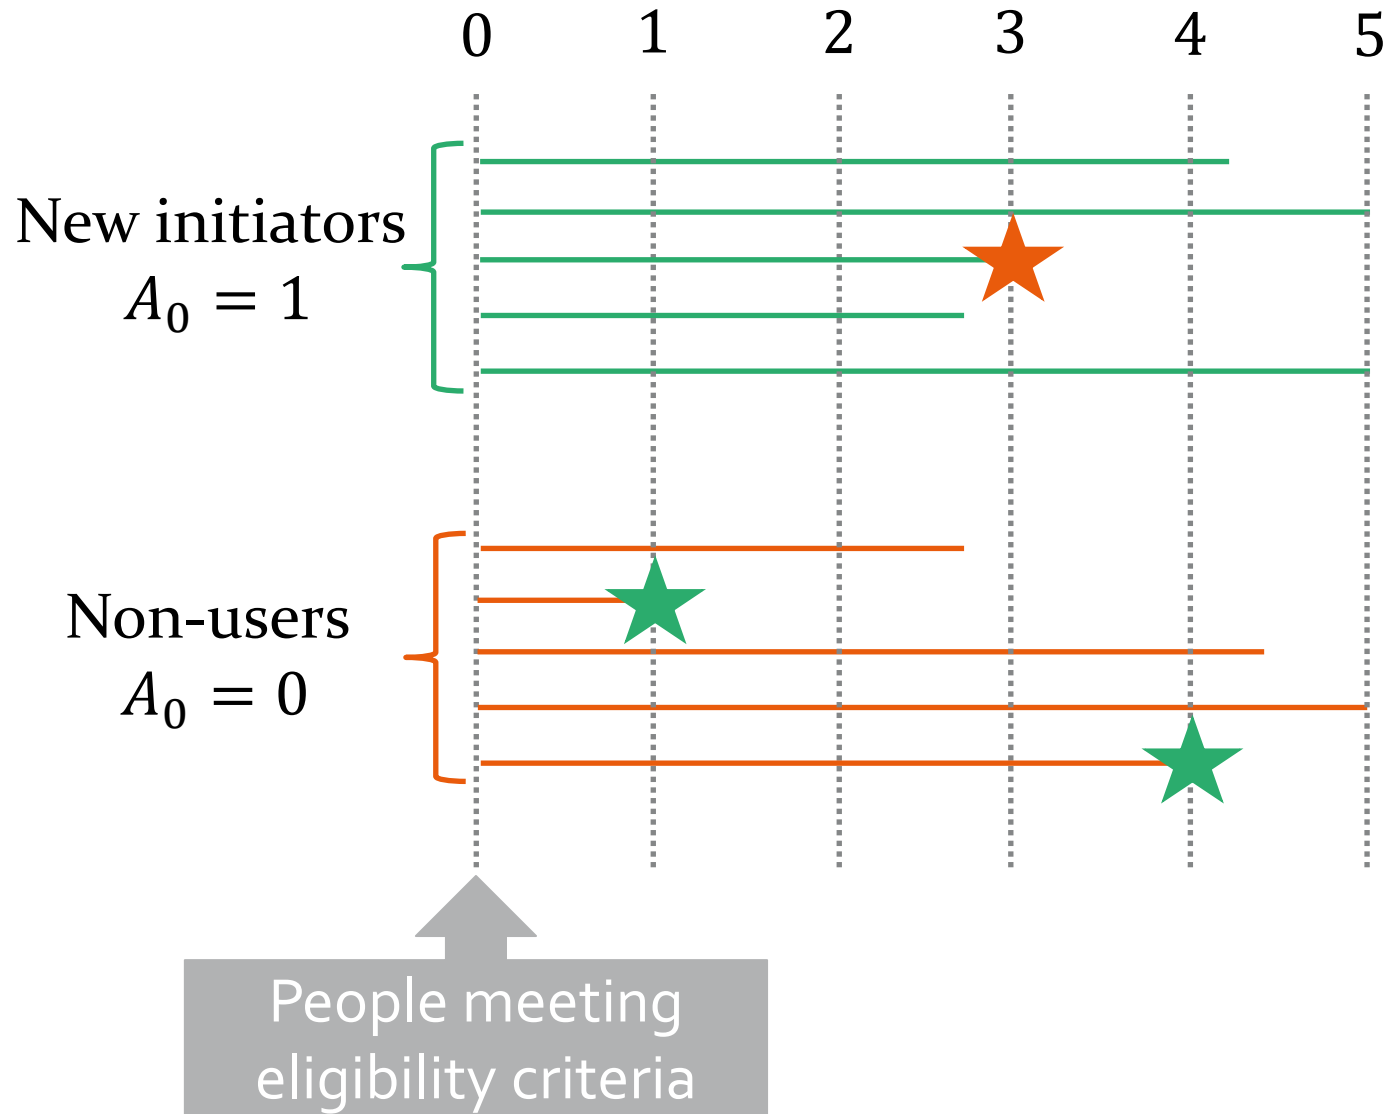 0 1 2 3 4 5
New initiators
A₀ = 1
Non-users
A₀ = 0
People meeting
eligibility criteria